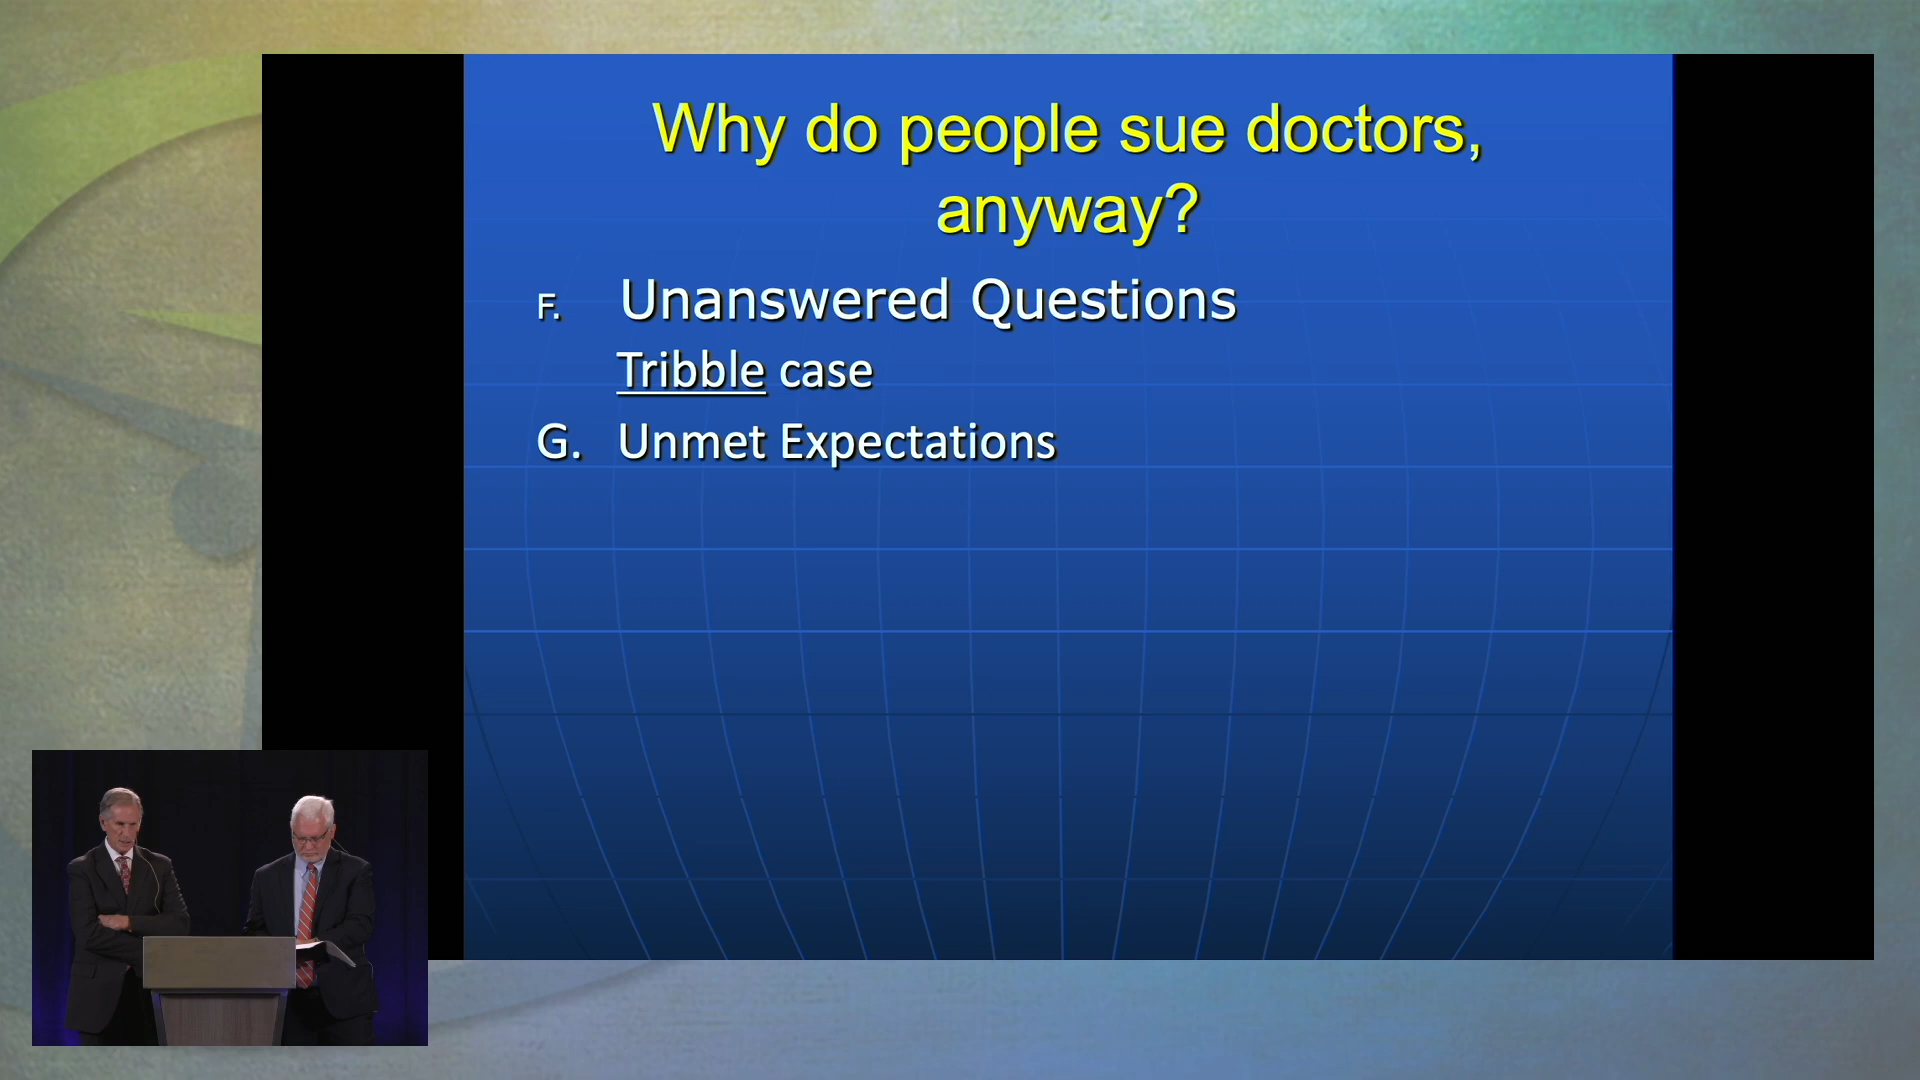 Why do people sue doctors,
anyway?
F. Unanswered Questions
Tribble case
G. Unmet Expectations